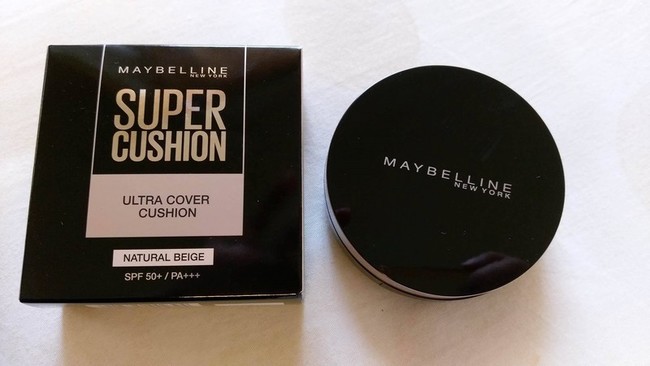 MAYBELLINE
NEW YORK
SUPER
CUSHION
ULTRA COVER
CUSHION
NATURAL BEIGE
SPF 50+ / PA+++
MAYBELLINE
NEW YORK